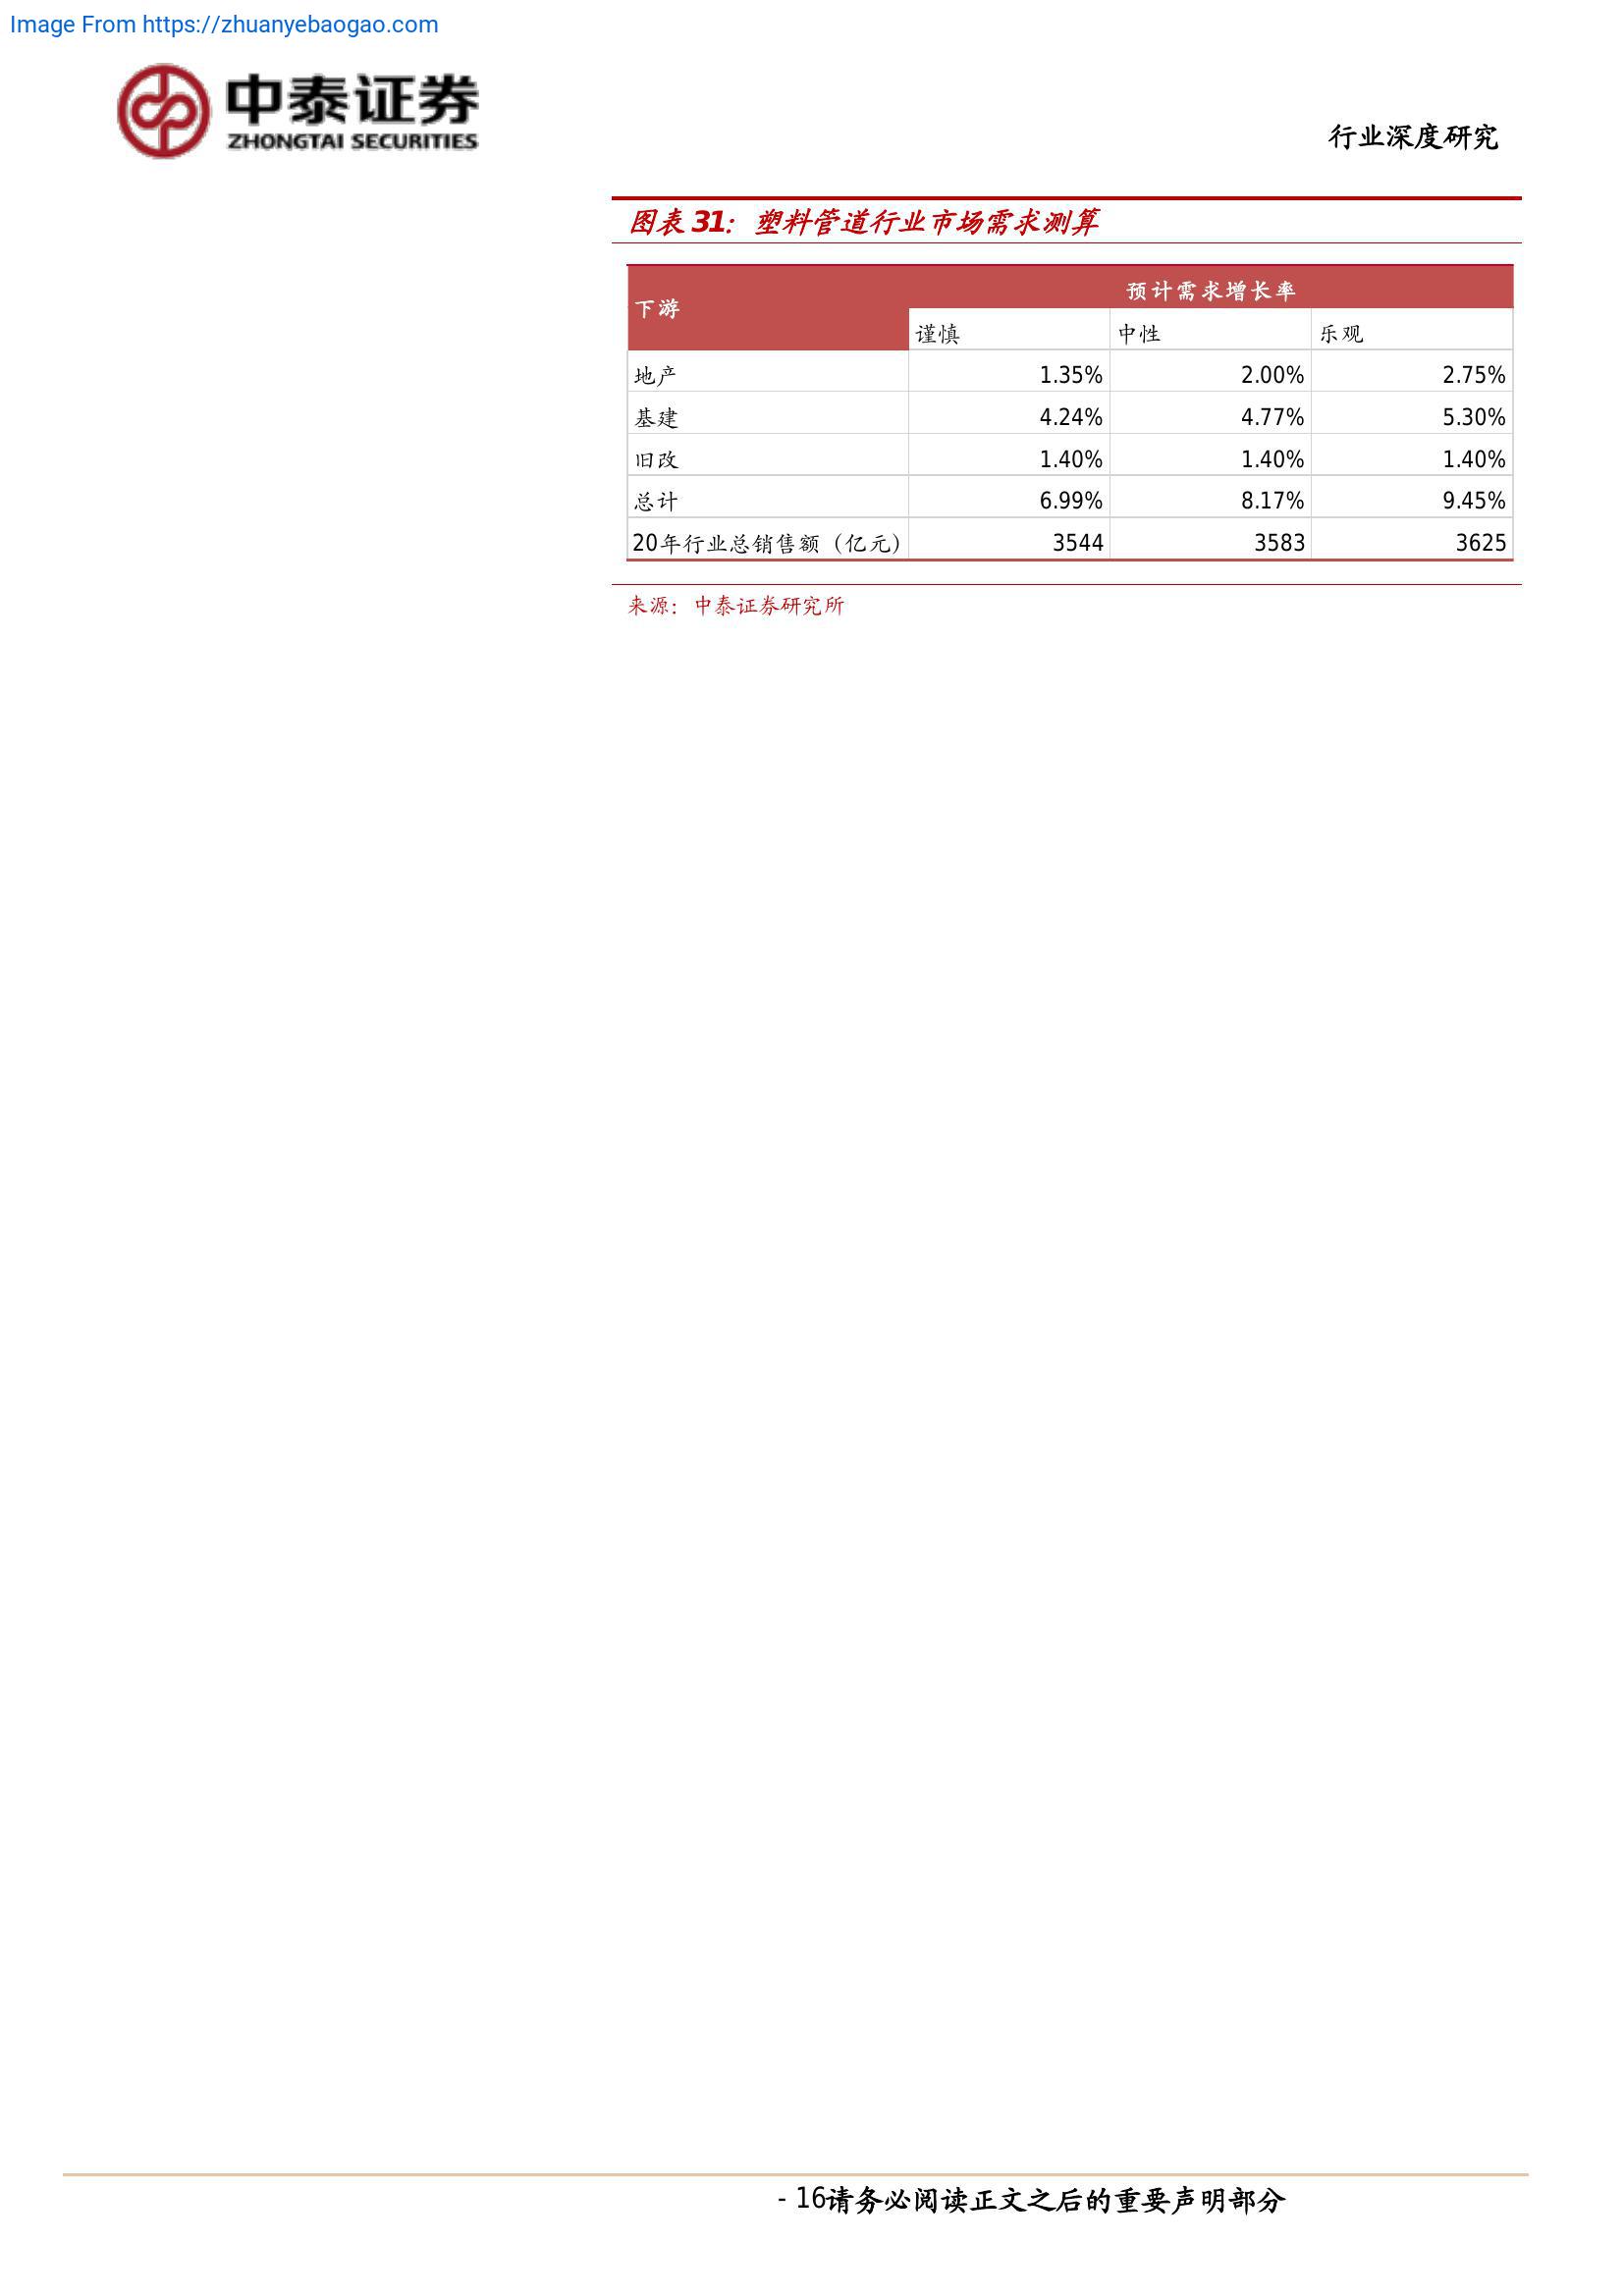 Image From https://zhuanyebaogao.com
中泰证券
ZHONGTAI SECURITIES
行业深度研究
图表 31：塑料管道行业市场需求测算
下游 预计需求增长率
谨慎 中性 乐观
地产 1.35% 2.00% 2.75%
基建 4.24% 4.77% 5.30%
旧改 1.40% 1.40% 1.40%
总计 6.99% 8.17% 9.45%
20年行业总销售额（亿元） 3544 3583 3625
来源：中泰证券研究所
- 16请务必阅读正文之后的重要声明部分